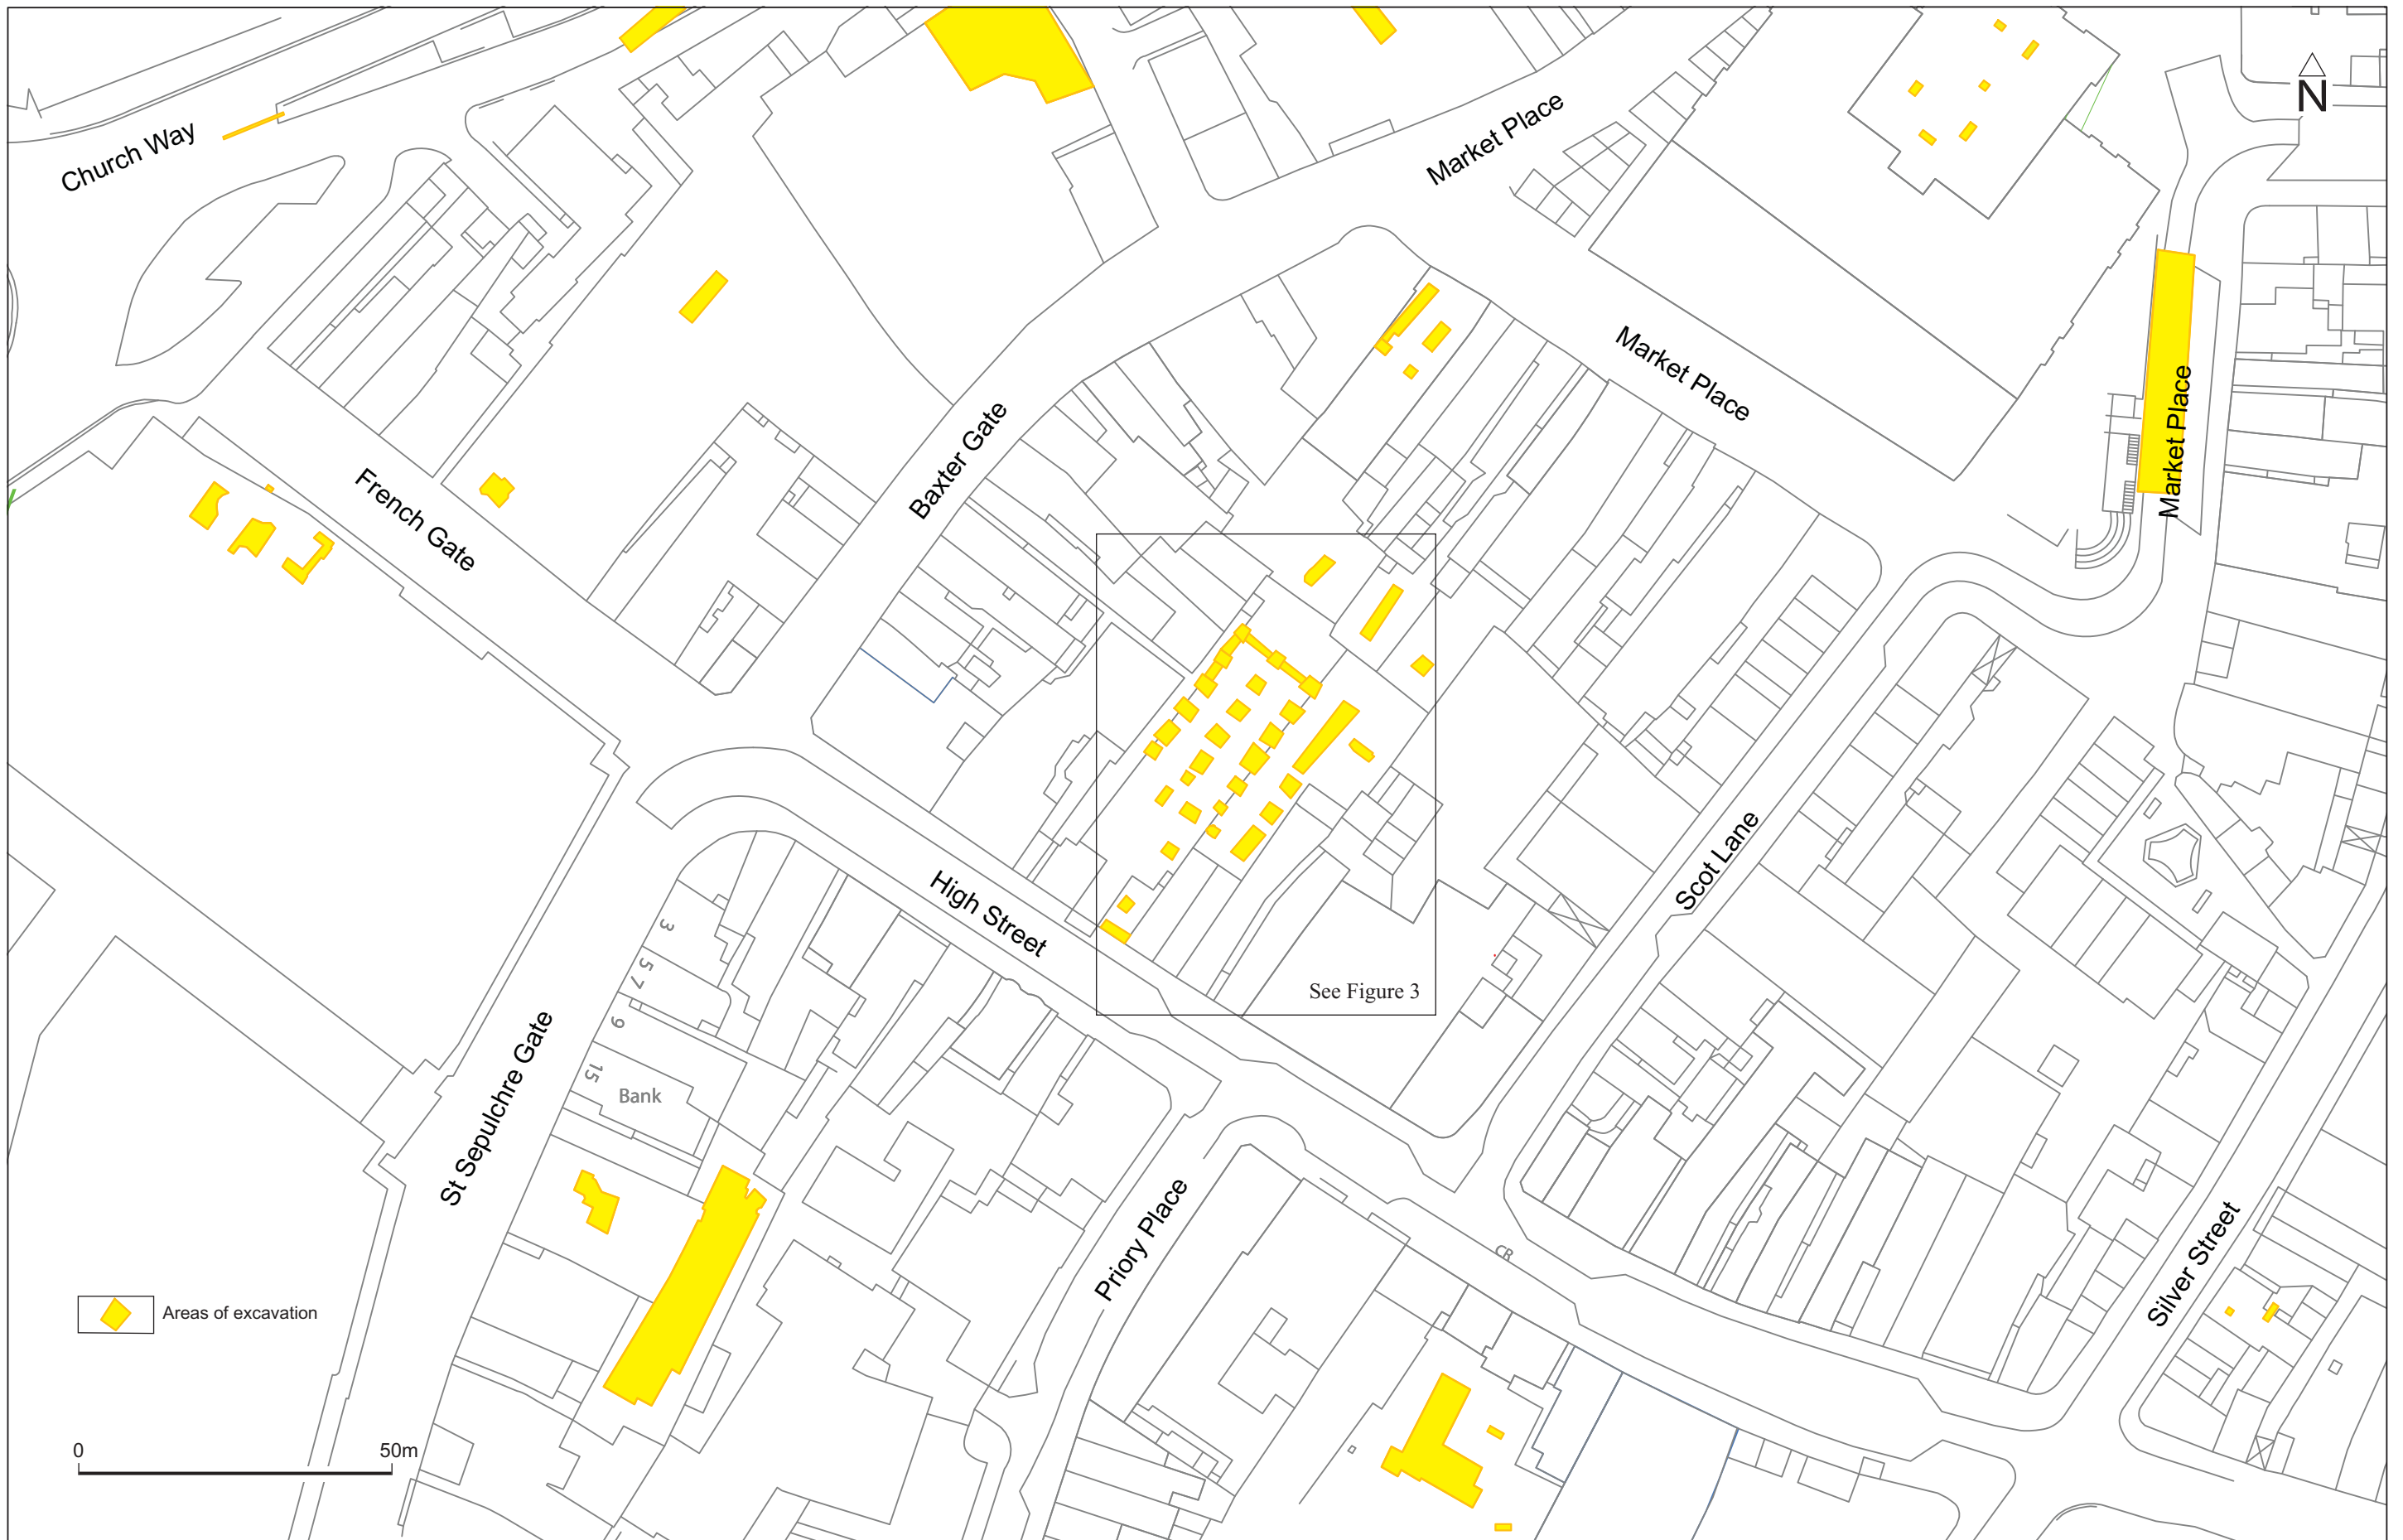 Church Way
Market Place
N
Market Place
Market Place
French Gate
Baxter Gate
High Street
Scot Lane
See Figure 3
3
5
7
9
15
Bank
St Sepulchre Gate
Priory Place
CR
Silver Street
Areas of excavation
0
50m